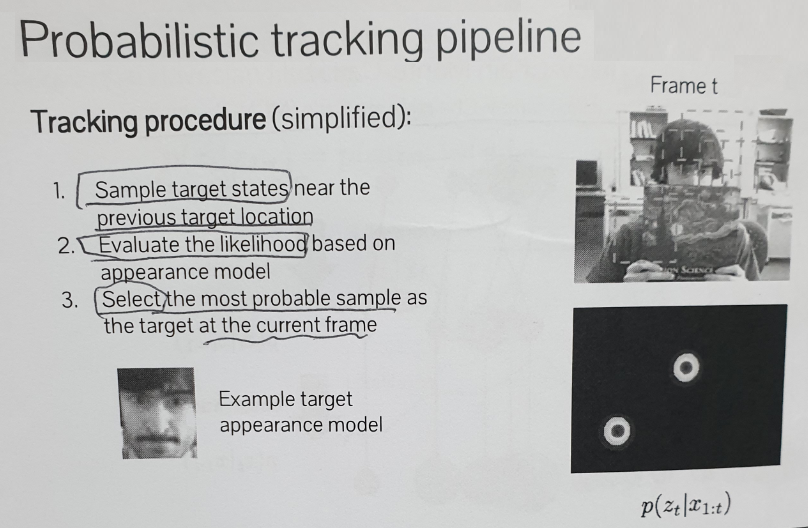 Probabilistic tracking pipeline
Frame t
Tracking procedure (simplified):
1. Sample target states near the
previous target location
2. Evaluate the likelihood based on
appearance model
3. Select the most probable sample as
the target at the current frame
Example target
appearance model
ION SCIENCE
p(z_t|x_{1:t})